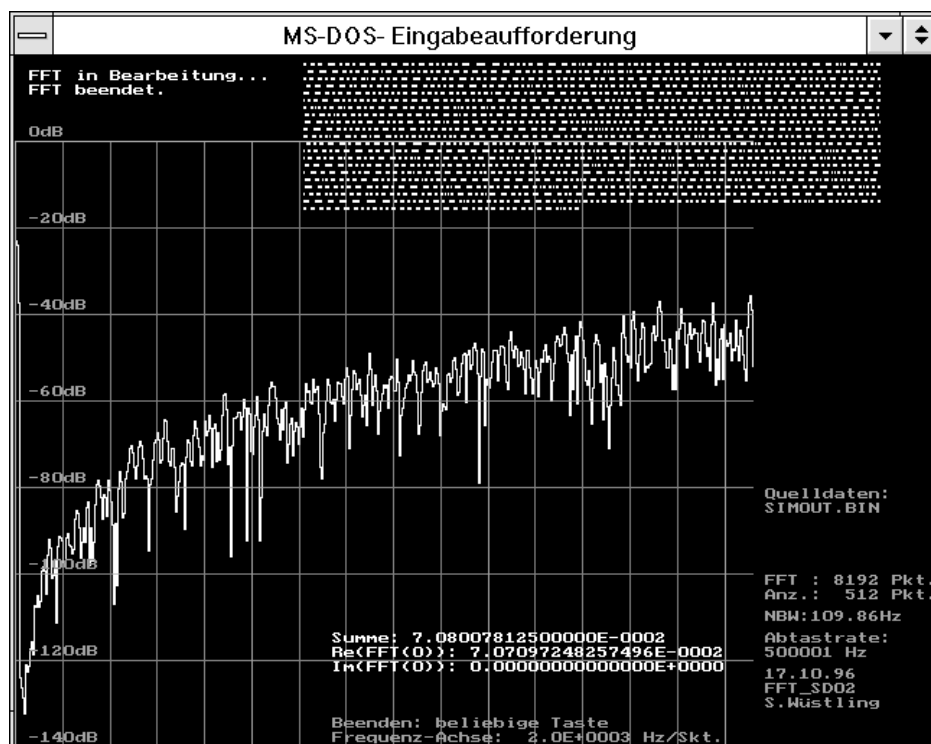 MS-DOS- Eingabeaufforderung
FFT in Bearbeitung...
FFT beendet.
0dB
-20dB
-40dB
-60dB
-80dB
-100dB
-120dB
-140dB
Quelldaten:
SIMOUT.BIN
FFT : 8192 Pkt.
Anz.: 512 Pkt.
NBW:109.86Hz
Abtastrate:
500001 Hz
17.10.96
FFT_SDO2
S.Wüstling
Summe: 7.08007812500000E-0002
Re(FFT(0)): 7.07097248257496E-0002
Im(FFT(0)): 0.00000000000000E+0000
Beenden: beliebige Taste
Frequenz-Achse: 2.0E+0003 Hz/Skt.